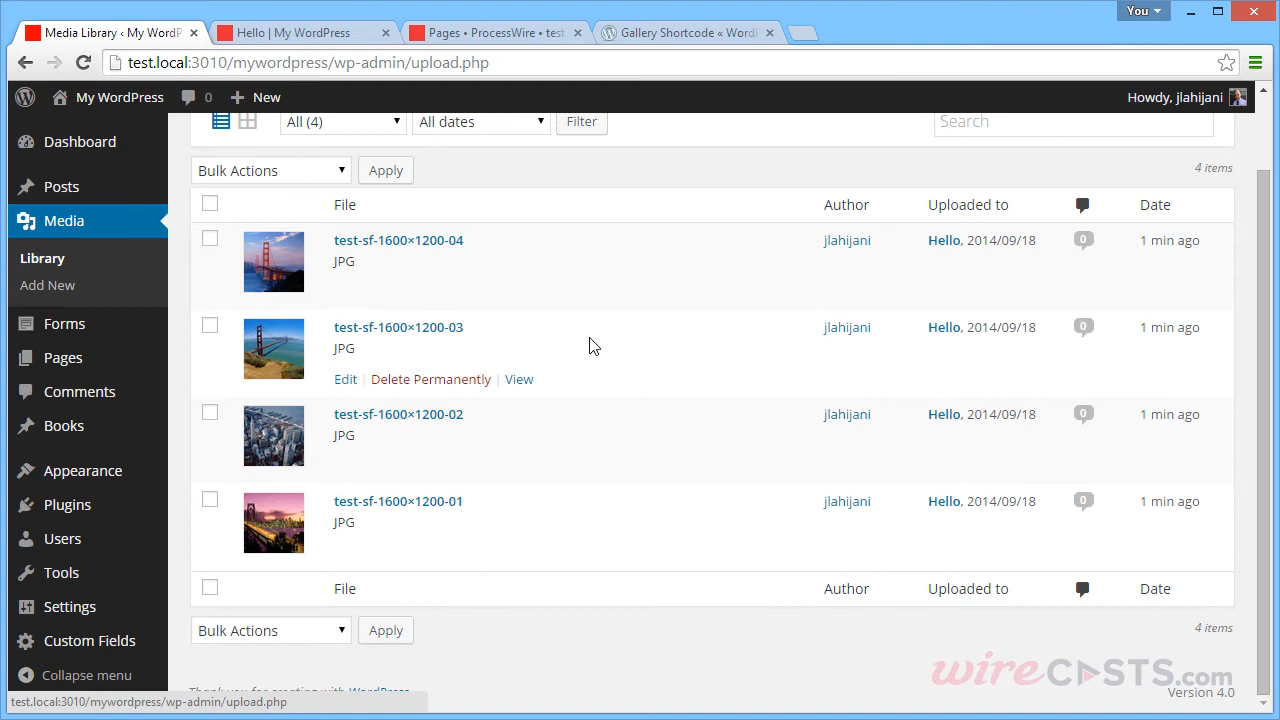 You
Media Library ‹ My WordP
Hello | My WordPress
Pages • ProcessWire • test
Gallery Shortcode « Word
test.local:3010/mywordpress/wp-admin/upload.php
My WordPress 0 New Howdy, jlahijani
Dashboard
Posts
Media
Library
Add New
Forms
Pages
Comments
Books
Appearance
Plugins
Users
Tools
Settings
Custom Fields
Collapse menu
All (4) All dates Filter Search
Bulk Actions Apply 4 items
File Author Uploaded to Date
test-sf-1600×1200-04 jlahijani Hello, 2014/09/18 0 1 min ago
JPG
test-sf-1600×1200-03 jlahijani Hello, 2014/09/18 0 1 min ago
JPG
Edit | Delete Permanently | View
test-sf-1600×1200-02 jlahijani Hello, 2014/09/18 0 1 min ago
JPG
test-sf-1600×1200-01 jlahijani Hello, 2014/09/18 0 1 min ago
JPG
File Author Uploaded to Date
Bulk Actions Apply 4 items
wireCASTS.com
Thank you for creating with WordPress. Version 4.0
test.local:3010/mywordpress/wp-admin/upload.php